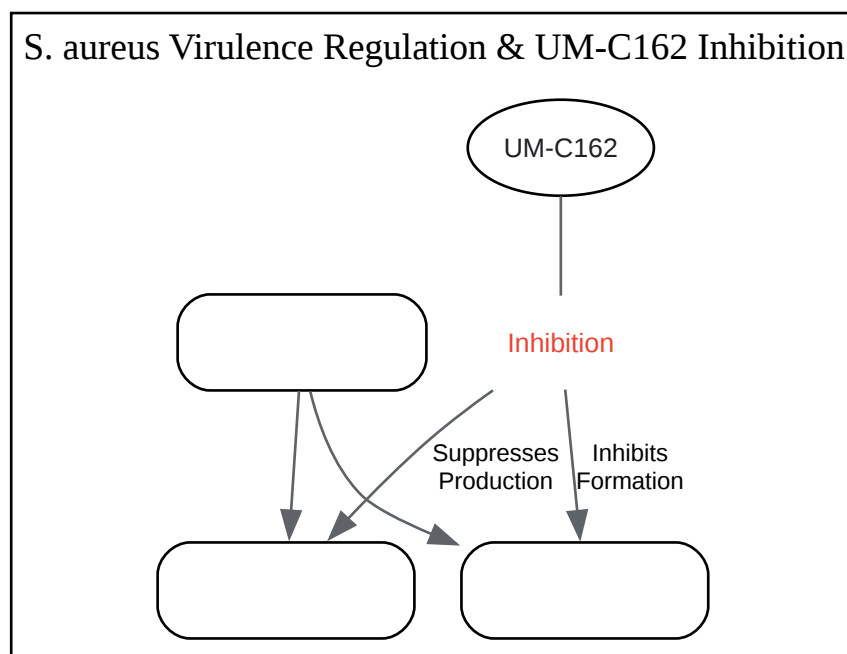 S. aureus Virulence Regulation & UM-C162 Inhibition
UM-C162
Inhibition
Suppresses
Production
Inhibits
Formation